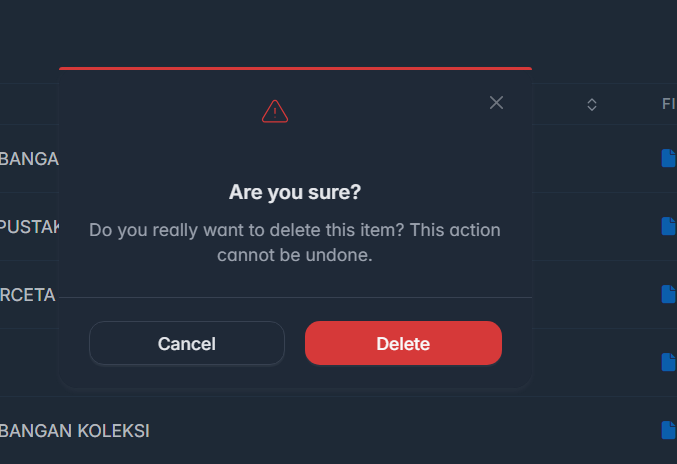 FI
BANGA
Are you sure?
PUSTAK
Do you really want to delete this item? This action
cannot be undone.
RCETA
Cancel
Delete
BANGAN KOLEKSI